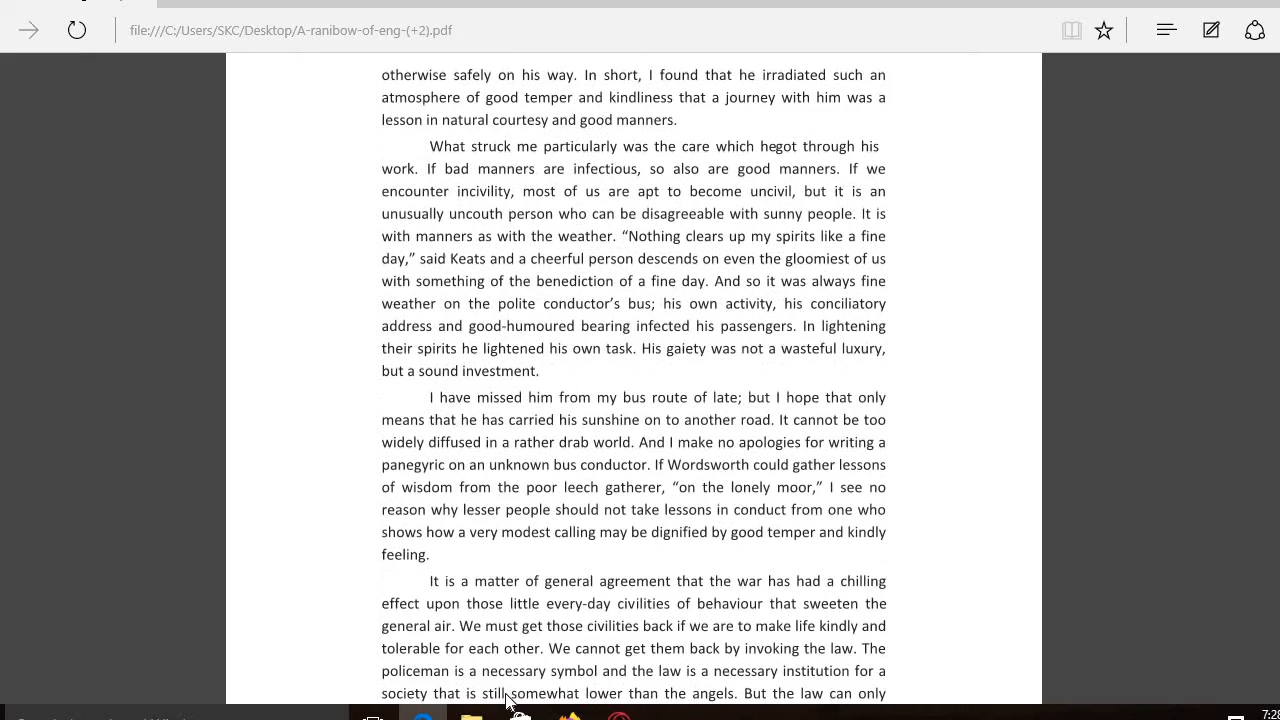 file:///C:/Users/SKC/Desktop/A-ranibow-of-eng-(+2).pdf
otherwise safely on his way. In short, I found that he irradiated such an
atmosphere of good temper and kindliness that a journey with him was a
lesson in natural courtesy and good manners.
What struck me particularly was the care which hegot through his
work. If bad manners are infectious, so also are good manners. If we
encounter incivility, most of us are apt to become uncivil, but it is an
unusually uncouth person who can be disagreeable with sunny people. It is
with manners as with the weather. “Nothing clears up my spirits like a fine
day,” said Keats and a cheerful person descends on even the gloomiest of us
with something of the benediction of a fine day. And so it was always fine
weather on the polite conductor’s bus; his own activity, his conciliatory
address and good-humoured bearing infected his passengers. In lightening
their spirits he lightened his own task. His gaiety was not a wasteful luxury,
but a sound investment.
I have missed him from my bus route of late; but I hope that only
means that he has carried his sunshine on to another road. It cannot be too
widely diffused in a rather drab world. And I make no apologies for writing a
panegyric on an unknown bus conductor. If Wordsworth could gather lessons
of wisdom from the poor leech gatherer, “on the lonely moor,” I see no
reason why lesser people should not take lessons in conduct from one who
shows how a very modest calling may be dignified by good temper and kindly
feeling.
It is a matter of general agreement that the war has had a chilling
effect upon those little every-day civilities of behaviour that sweeten the
general air. We must get those civilities back if we are to make life kindly and
tolerable for each other. We cannot get them back by invoking the law. The
policeman is a necessary symbol and the law is a necessary institution for a
society that is still somewhat lower than the angels. But the law can only